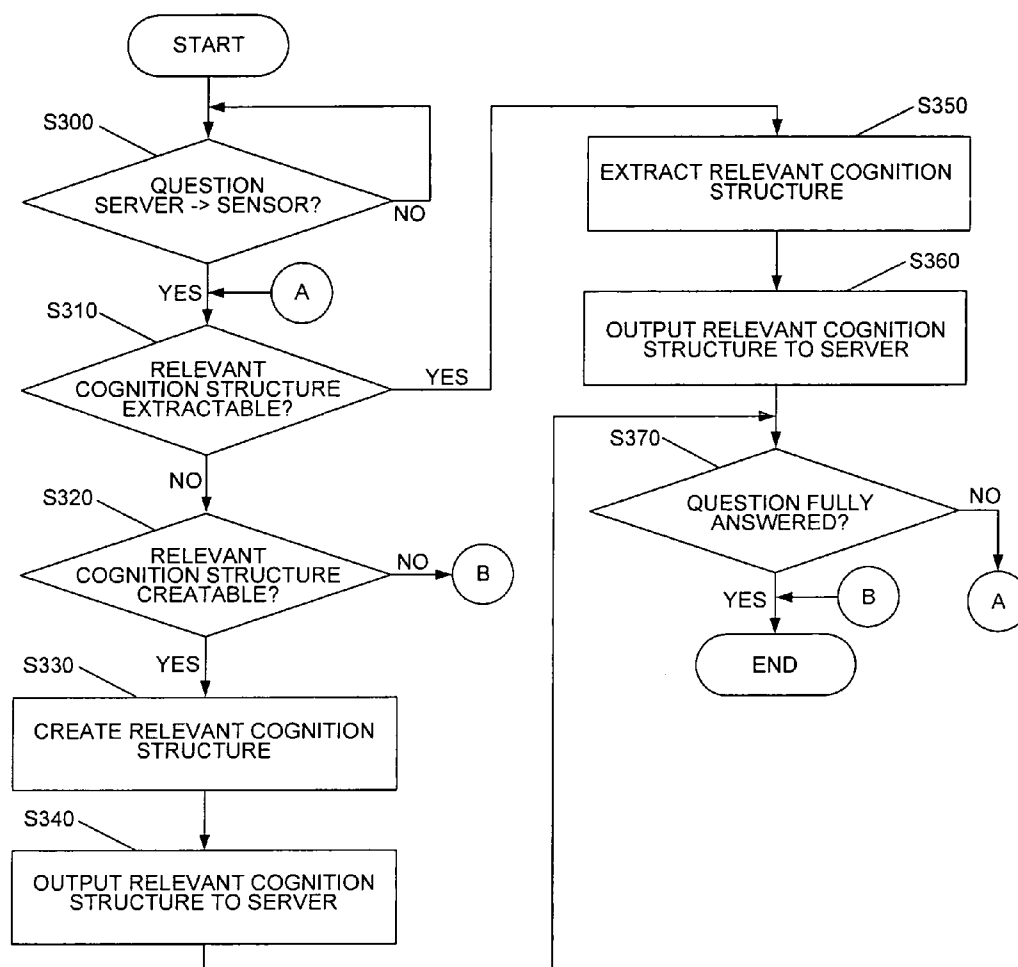 START
S300
QUESTION
SERVER -> SENSOR?
NO
YES
A
S310
RELEVANT
COGNITION STRUCTURE
EXTRACTABLE?
YES
NO
S320
RELEVANT
COGNITION STRUCTURE
CREATABLE?
NO
B
YES
S330
CREATE RELEVANT COGNITION
STRUCTURE
S340
OUTPUT RELEVANT COGNITION
STRUCTURE TO SERVER
S350
EXTRACT RELEVANT COGNITION
STRUCTURE
S360
OUTPUT RELEVANT COGNITION
STRUCTURE TO SERVER
S370
QUESTION FULLY
ANSWERED?
NO
A
YES
B
END